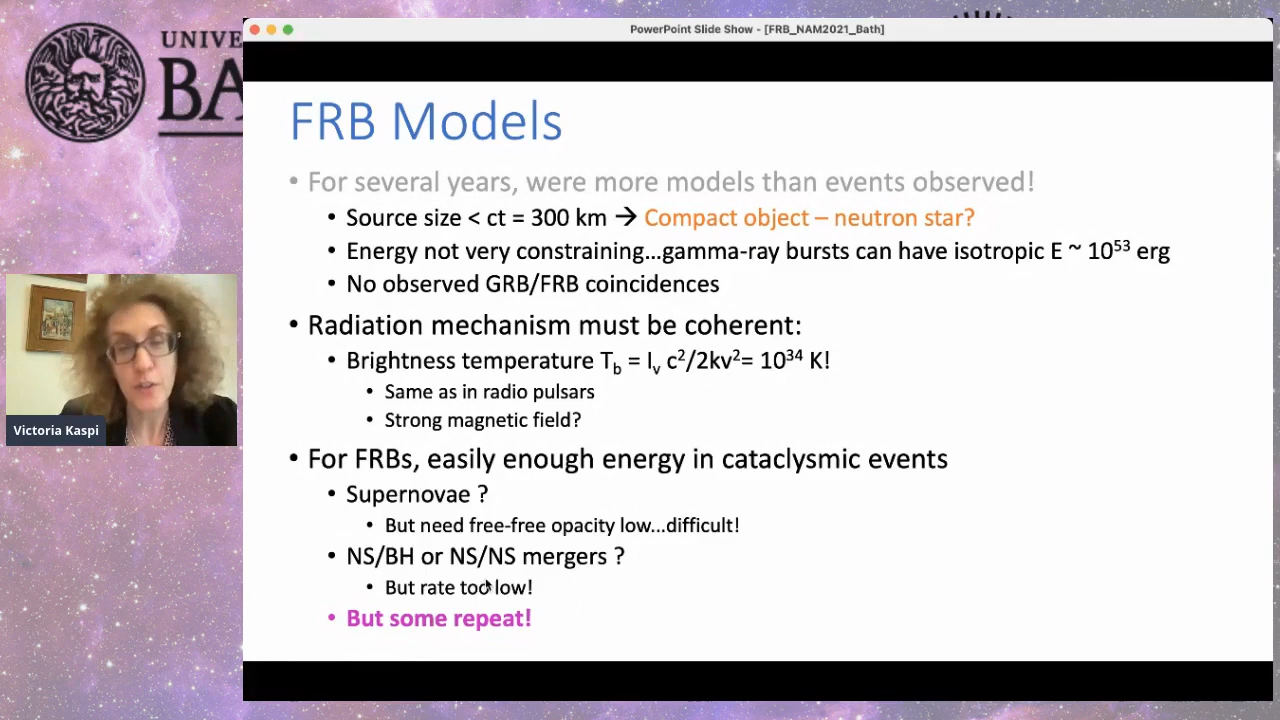 PowerPoint Slide Show - [FRB_NAM2021_Bath]
UNIVE
BA
FRB Models
• For several years, were more models than events observed!
• Source size < ct = 300 km → Compact object – neutron star?
• Energy not very constraining...gamma-ray bursts can have isotropic E ~ 10⁵³ erg
• No observed GRB/FRB coincidences
• Radiation mechanism must be coherent:
• Brightness temperature T_b = I_ν c²/2kν²= 10³⁴ K!
• Same as in radio pulsars
• Strong magnetic field?
• For FRBs, easily enough energy in cataclysmic events
• Supernovae ?
• But need free-free opacity low...difficult!
• NS/BH or NS/NS mergers ?
• But rate too low!
• But some repeat!
Victoria Kaspi